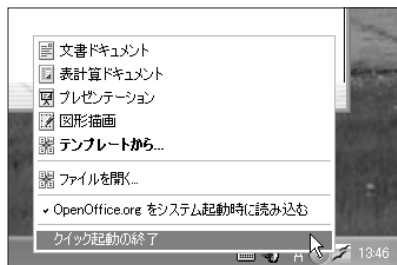 文書ドキュメント
表計算ドキュメント
プレゼンテーション
図形描画
テンプレートから...
ファイルを開く...
✓ OpenOffice.org をシステム起動時に読み込む
クイック起動の終了
A 13:46